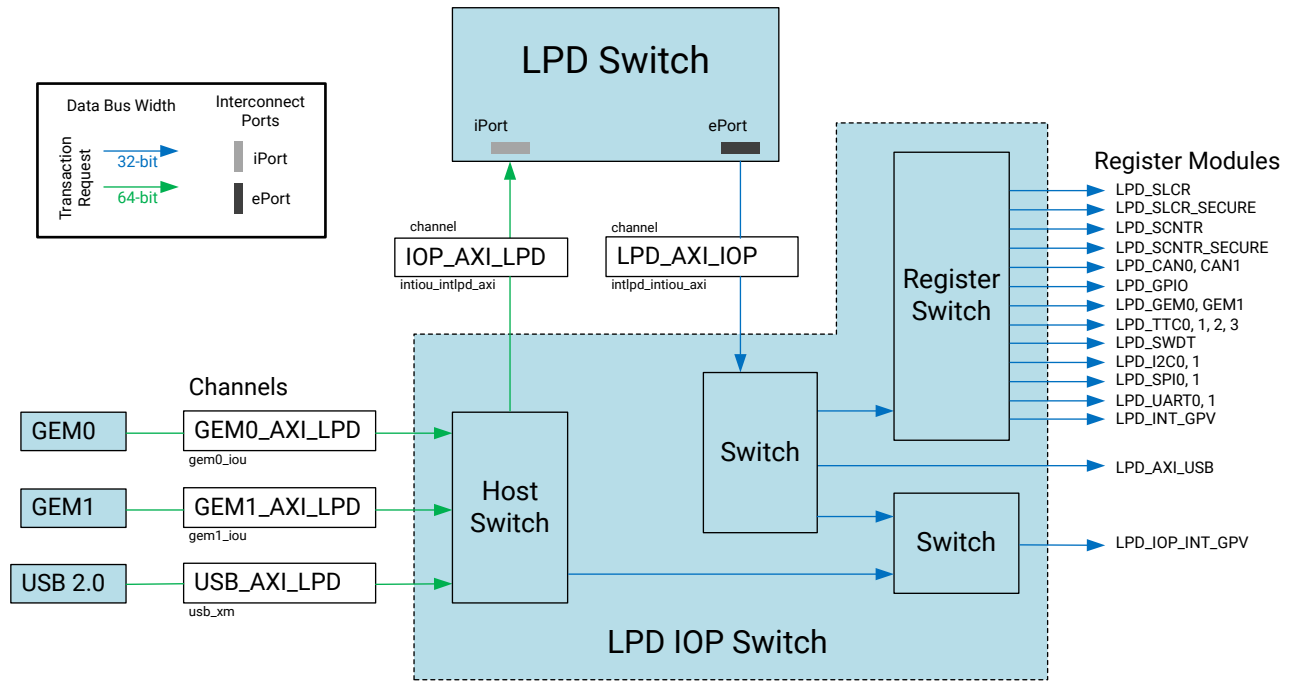 LPD Switch
iPort
ePort
Data Bus Width
Interconnect
Ports
Transaction
Request
32-bit
64-bit
iPort
ePort
channel
IOP_AXI_LPD
intiou_intlpd_axi
channel
LPD_AXI_IOP
intlpd_intiou_axi
Register
Switch
Register Modules
LPD_SLCR
LPD_SLCR_SECURE
LPD_SCNTR
LPD_SCNTR_SECURE
LPD_CAN0, CAN1
LPD_GPIO
LPD_GEM0, GEM1
LPD_TTC0, 1, 2, 3
LPD_SWDT
LPD_I2C0, 1
LPD_SPI0, 1
LPD_UART0, 1
LPD_INT_GPV
LPD_AXI_USB
LPD_IOP_INT_GPV
Channels
GEM0
GEM0_AXI_LPD
gem0_iou
GEM1
GEM1_AXI_LPD
gem1_iou
USB 2.0
USB_AXI_LPD
usb_xm
Host
Switch
Switch
Switch
LPD IOP Switch